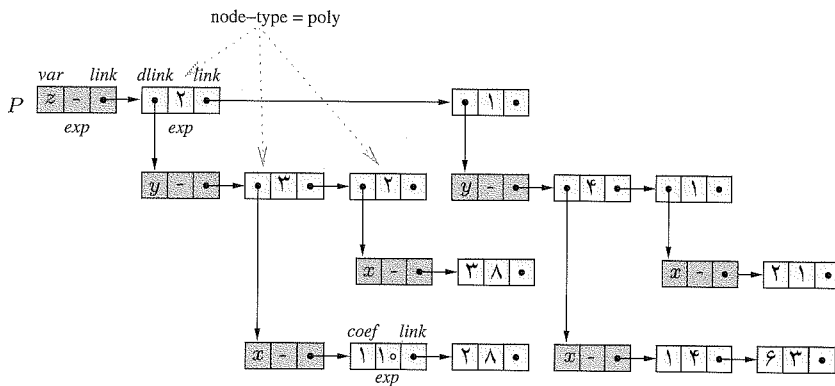 node-type = poly
var link dlink link
P z - ۲ ۱
exp exp
y - ۳ ۲ y - ۴ ۱
x - ۳ ۸ x - ۲ ۱
coef link
x - ۱ ۱۰ ۲ ۸ x - ۱ ۴ ۶ ۳
exp